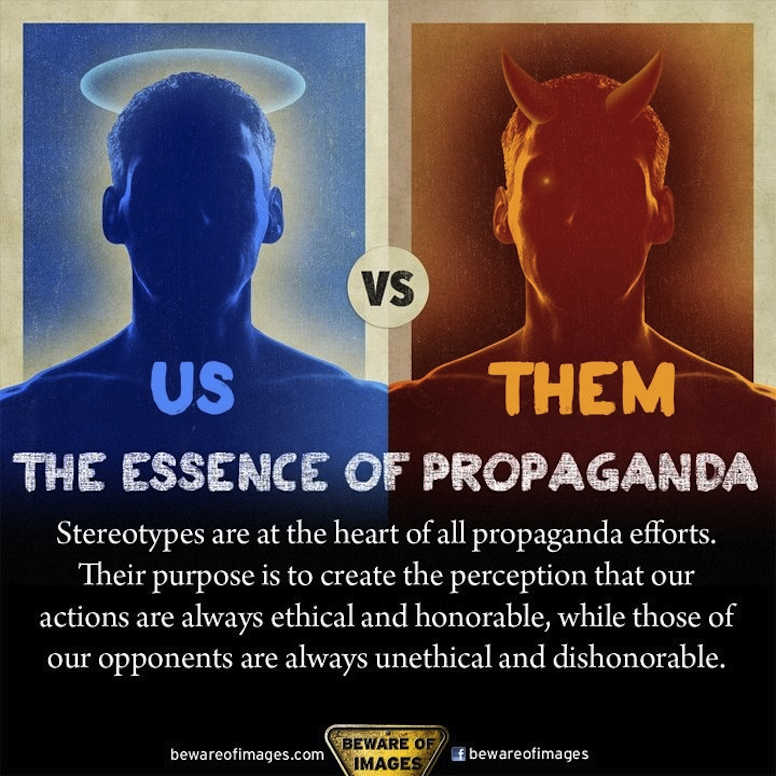 VS
US
THEM
THE ESSENCE OF PROPAGANDA
Stereotypes are at the heart of all propaganda efforts.
Their purpose is to create the perception that our
actions are always ethical and honorable, while those of
our opponents are always unethical and dishonorable.
bewareofimages.com
BEWARE OF
IMAGES
f bewareofimages